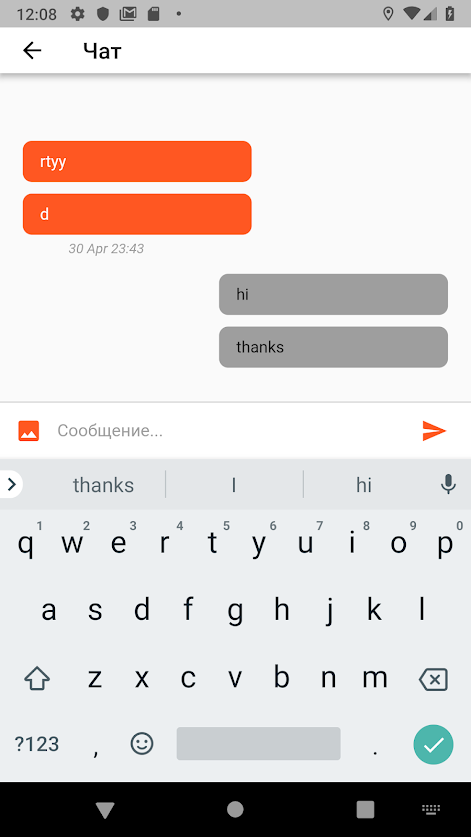 12:08
Чат
rtyy
d
30 Apr 23:43
hi
thanks
Сообщение...
thanks I hi
1 2 3 4 5 6 7 8 9 0
q w e r t y u i o p
a s d f g h j k l
z x c v b n m
?123 , .